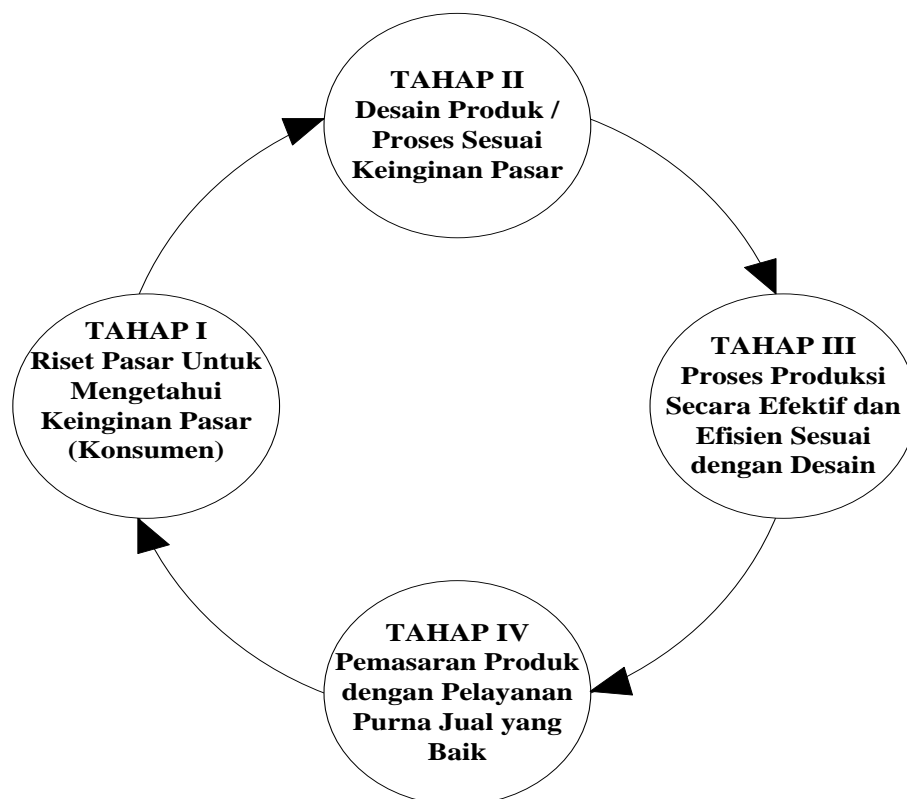 TAHAP II
Desain Produk /
Proses Sesuai
Keinginan Pasar
TAHAP I
Riset Pasar Untuk
Mengetahui
Keinginan Pasar
(Konsumen)
TAHAP III
Proses Produksi
Secara Efektif dan
Efisien Sesuai
dengan Desain
TAHAP IV
Pemasaran Produk
dengan Pelayanan
Purna Jual yang
Baik